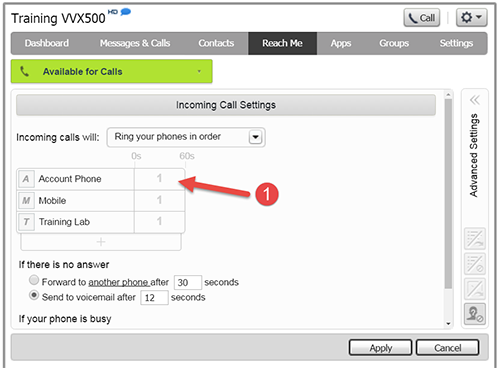 Training VVX500 HD
Call
Dashboard Messages & Calls Contacts Reach Me Apps Groups Settings
Available for Calls
Incoming Call Settings
Incoming calls will: Ring your phones in order
0s 60s
A Account Phone 1
1
M Mobile 1
T Training Lab 1
+
If there is no answer
Forward to another phone after 30 seconds
Send to voicemail after 12 seconds
If your phone is busy
Advanced Settings
Apply Cancel